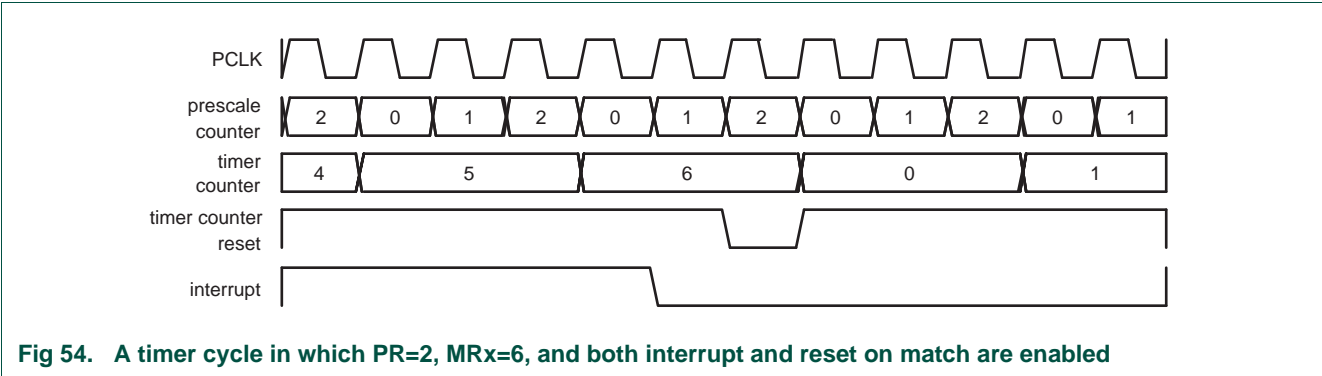 PCLK
prescale
counter
2 0 1 2 0 1 2 0 1 2 0 1
timer
counter
4 5 6 0 1
timer counter
reset
interrupt
Fig 54. A timer cycle in which PR=2, MRx=6, and both interrupt and reset on match are enabled